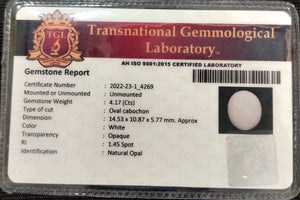 TGL
Transnational Gemmological
Laboratory
AN ISO 9001:2015 CERTIFIED LABORATORY
Gemstone Report
Certificate Number : 2022-23-1_4269
Mounted or Unmounted : Unmounted
Gemstone Weight : 4.17 (Cts)
Type of cut : Oval cabochon
Dimension : 14.53 x 10.87 x 5.77 mm. Approx
Color : White
Transparency : Opaque
RI : 1.45 Spot
Identification : Natural Opal